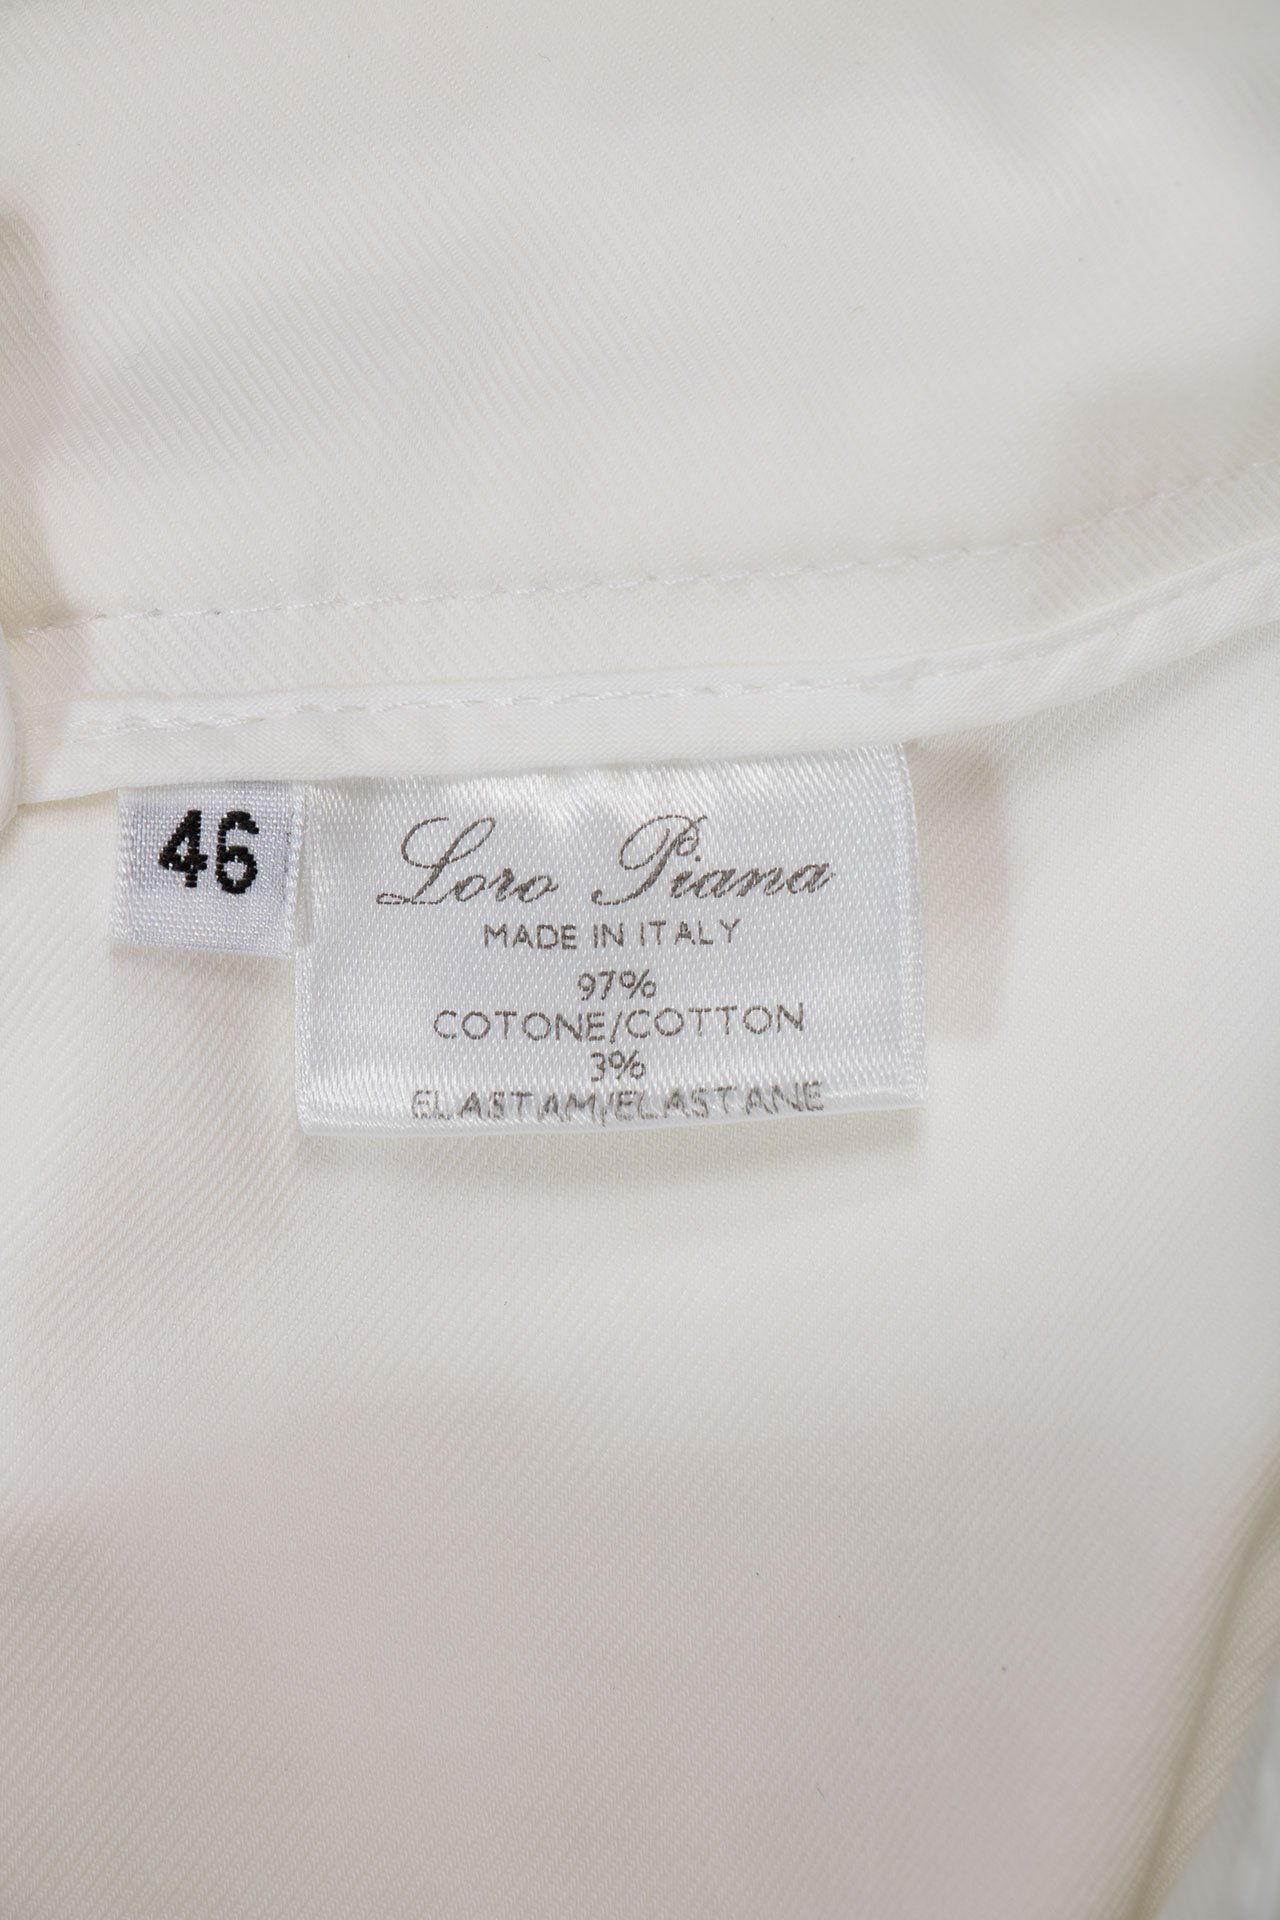 46
Loro Piana
MADE IN ITALY
97%
COTONE/COTTON
3%
ELASTAM/ELASTANE